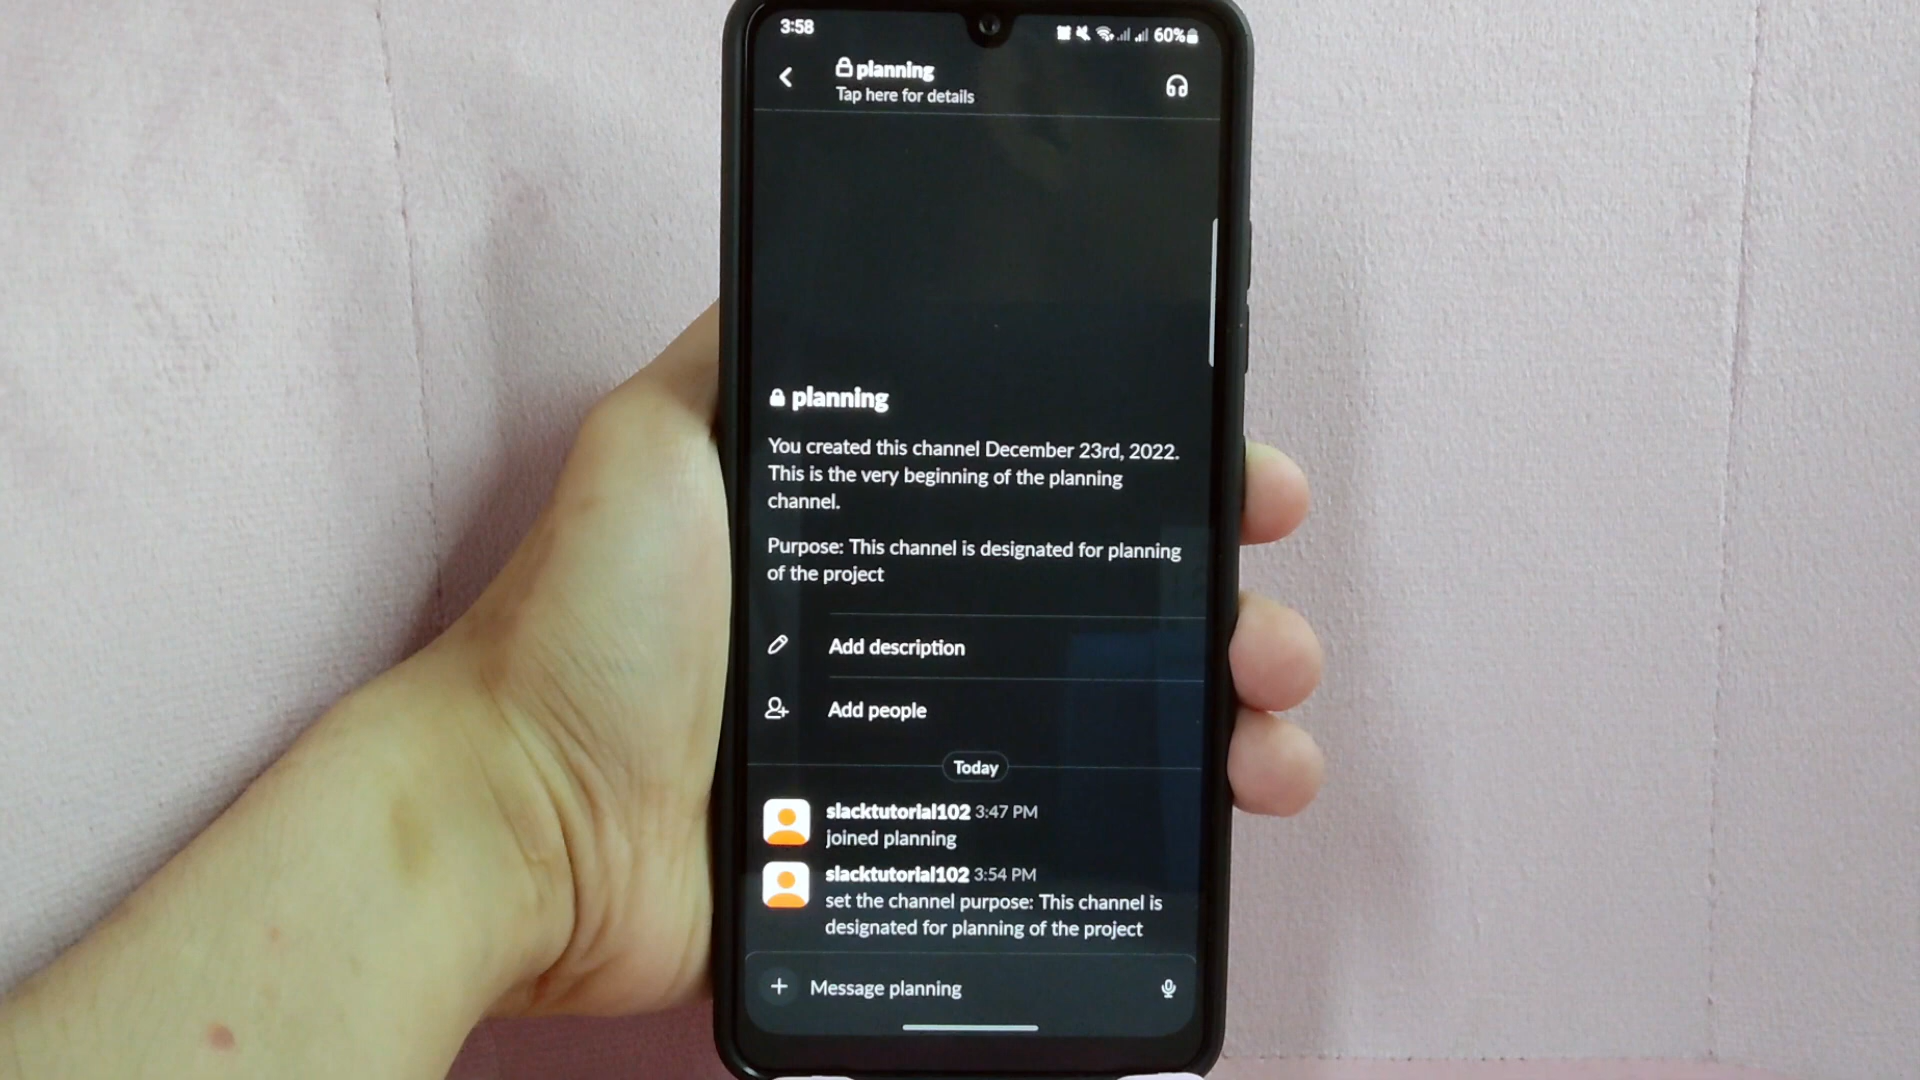 3:58
60%
planning
Tap here for details
planning
You created this channel December 23rd, 2022.
This is the very beginning of the planning
channel.
Purpose: This channel is designated for planning
of the project
Add description
Add people
Today
slacktutorial102 3:47 PM
joined planning
slacktutorial102 3:54 PM
set the channel purpose: This channel is
designated for planning of the project
Message planning